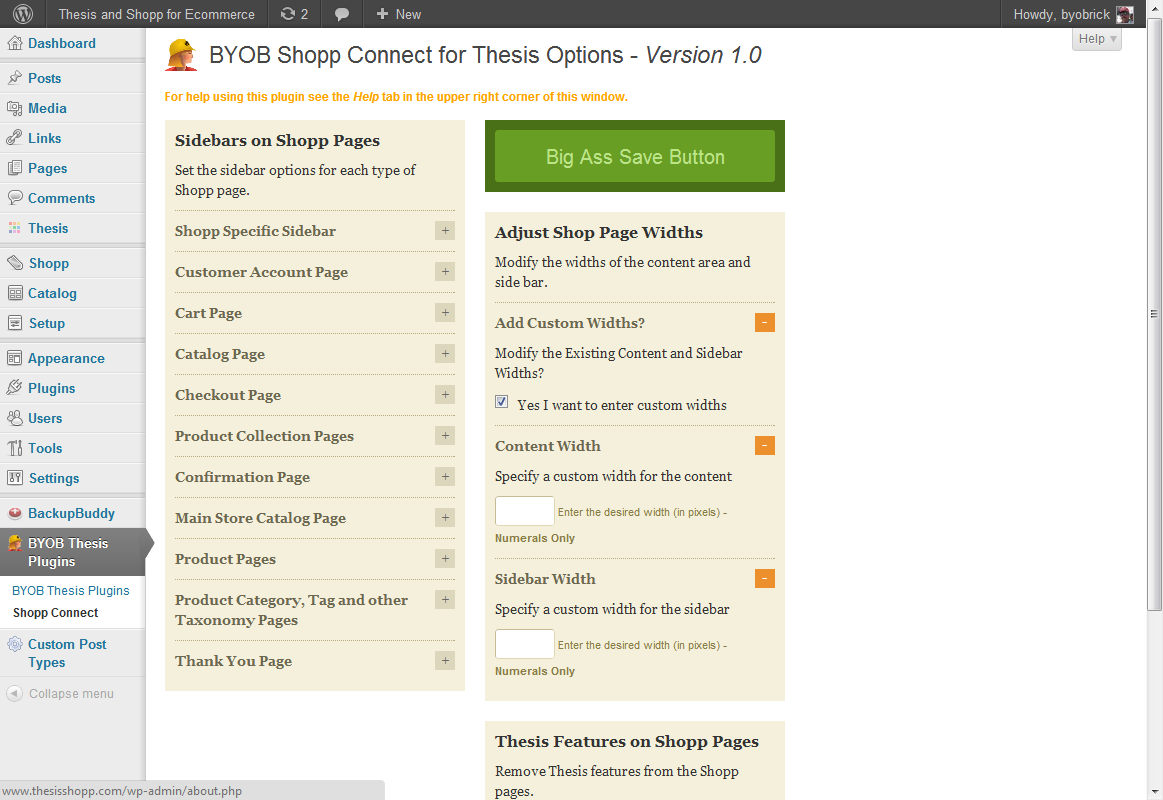 Thesis and Shopp for Ecommerce
2
New
Howdy, byobrick
Help
Dashboard
Posts
Media
Links
Pages
Comments
Thesis
Shopp
Catalog
Setup
Appearance
Plugins
Users
Tools
Settings
BackupBuddy
BYOB Thesis
Plugins
BYOB Thesis Plugins
Shopp Connect
Custom Post
Types
Collapse menu
BYOB Shopp Connect for Thesis Options - Version 1.0
For help using this plugin see the Help tab in the upper right corner of this window.
Sidebars on Shopp Pages
Set the sidebar options for each type of
Shopp page.
Shopp Specific Sidebar +
Customer Account Page +
Cart Page +
Catalog Page +
Checkout Page +
Product Collection Pages +
Confirmation Page +
Main Store Catalog Page +
Product Pages +
Product Category, Tag and other +
Taxonomy Pages
Thank You Page +
Big Ass Save Button
Adjust Shop Page Widths
Modify the widths of the content area and
side bar.
Add Custom Widths? -
Modify the Existing Content and Sidebar
Widths?
Yes I want to enter custom widths
Content Width -
Specify a custom width for the content
Enter the desired width (in pixels) -
Numerals Only
Sidebar Width -
Specify a custom width for the sidebar
Enter the desired width (in pixels) -
Numerals Only
Thesis Features on Shopp Pages
Remove Thesis features from the Shopp
pages.
www.thesisshopp.com/wp-admin/about.php